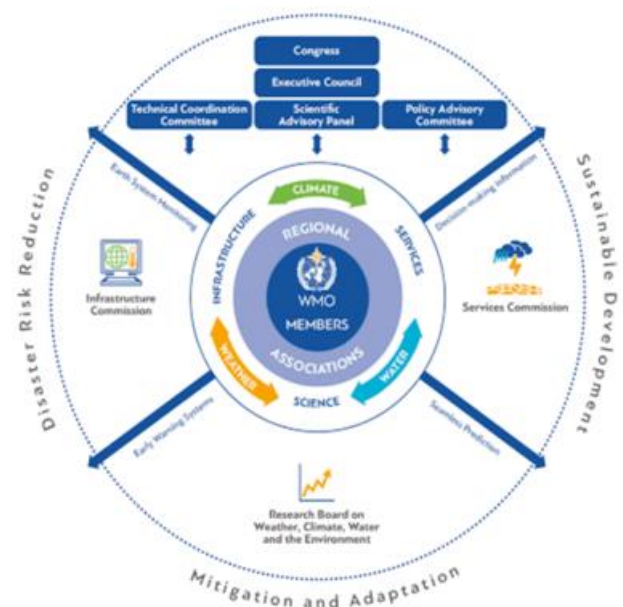 Congress
Executive Council
Technical Coordination
Committee
Scientific
Advisory Panel
Policy Advisory
Committee
Earth Systems Monitoring
Decision-making information
CLIMATE
INFRASTRUCTURE
SERVICES
REGIONAL
WMO
MEMBERS
ASSOCIATIONS
WEATHER
WATER
SCIENCE
Infrastructure
Commission
Services Commission
Early Warning Systems
Seamless Prediction
Research Board on
Weather, Climate, Water
and the Environment
Disaster Risk Reduction
Sustainable Development
Mitigation and Adaptation